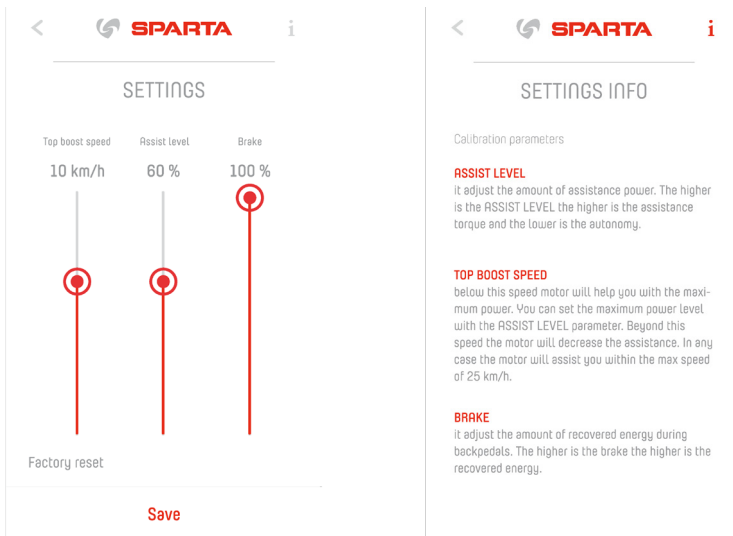 SPARTA
i
SETTINGS
Top boost speed
Assist level
Brake
10 km/h
60 %
100 %
Factory reset
Save
SPARTA
i
SETTINGS INFO
Calibration parameters
ASSIST LEVEL
it adjust the amount of assistance power. The higher
is the ASSIST LEVEL the higher is the assistance
torque and the lower is the autonomy.
TOP BOOST SPEED
below this speed motor will help you with the maxi-
mum power. You can set the maximum power level
with the ASSIST LEVEL parameter. Beyond this
speed the motor will decrease the assistance. In any
case the motor will assist you within the max speed
of 25 km/h.
BRAKE
it adjust the amount of recovered energy during
backpedals. The higher is the brake the higher is the
recovered energy.